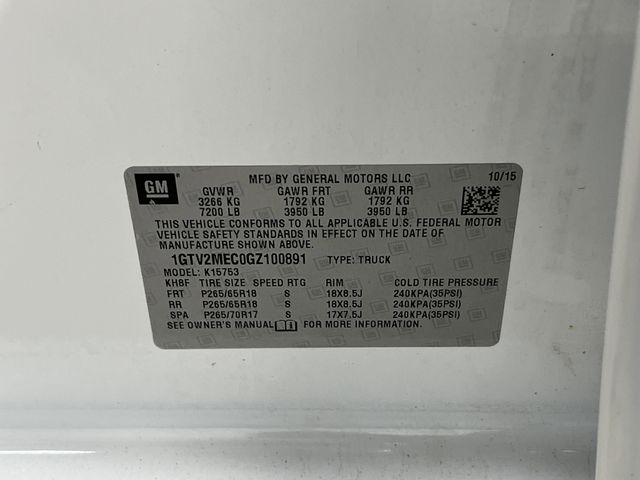 GM
MFD BY GENERAL MOTORS LLC 10/15
GVWR GAWR FRT GAWR RR
3266 KG 1792 KG 1792 KG
7200 LB 3950 LB 3950 LB
THIS VEHICLE CONFORMS TO ALL APPLICABLE U.S. FEDERAL MOTOR
VEHICLE SAFETY STANDARDS IN EFFECT ON THE DATE OF
MANUFACTURE SHOWN ABOVE.
1GTV2MEC0GZ100891 TYPE: TRUCK
MODEL: K15753
KHBF TIRE SIZE SPEED RTG RIM COLD TIRE PRESSURE
FRT P265/65R18 S 18X8.5J 240KPA(35PSI)
RR P265/65R18 S 18X8.5J 240KPA(35PSI)
SPA P265/70R17 S 17X7.5J 240KPA(35PSI)
SEE OWNER'S MANUAL FOR MORE INFORMATION.